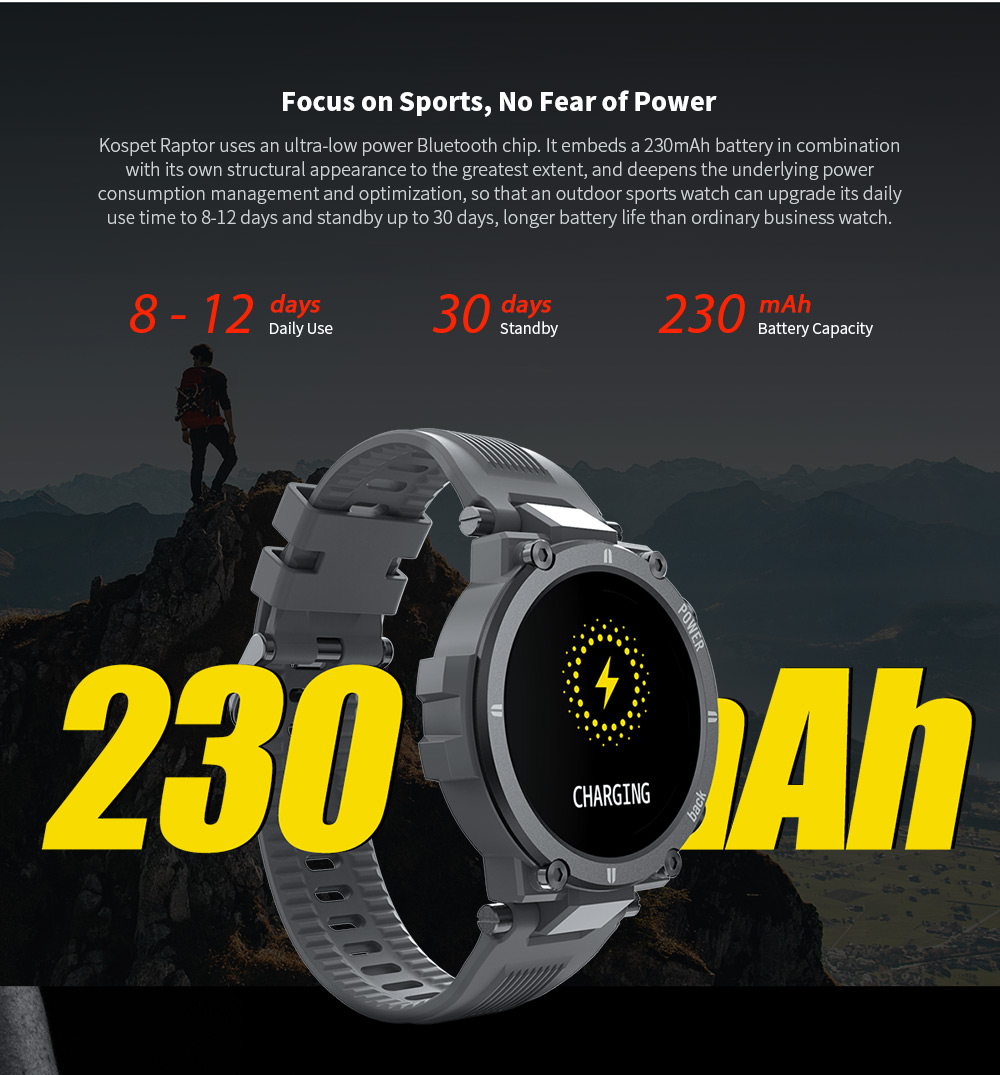 Focus on Sports, No Fear of Power
Kospet Raptor uses an ultra-low power Bluetooth chip. It embeds a 230mAh battery in combination
with its own structural appearance to the greatest extent, and deepens the underlying power
consumption management and optimization, so that an outdoor sports watch can upgrade its daily
use time to 8-12 days and standby up to 30 days, longer battery life than ordinary business watch.
8 - 12 days Daily Use
30 days Standby
230 mAh Battery Capacity
POWER
230 mAh
CHARGING
back